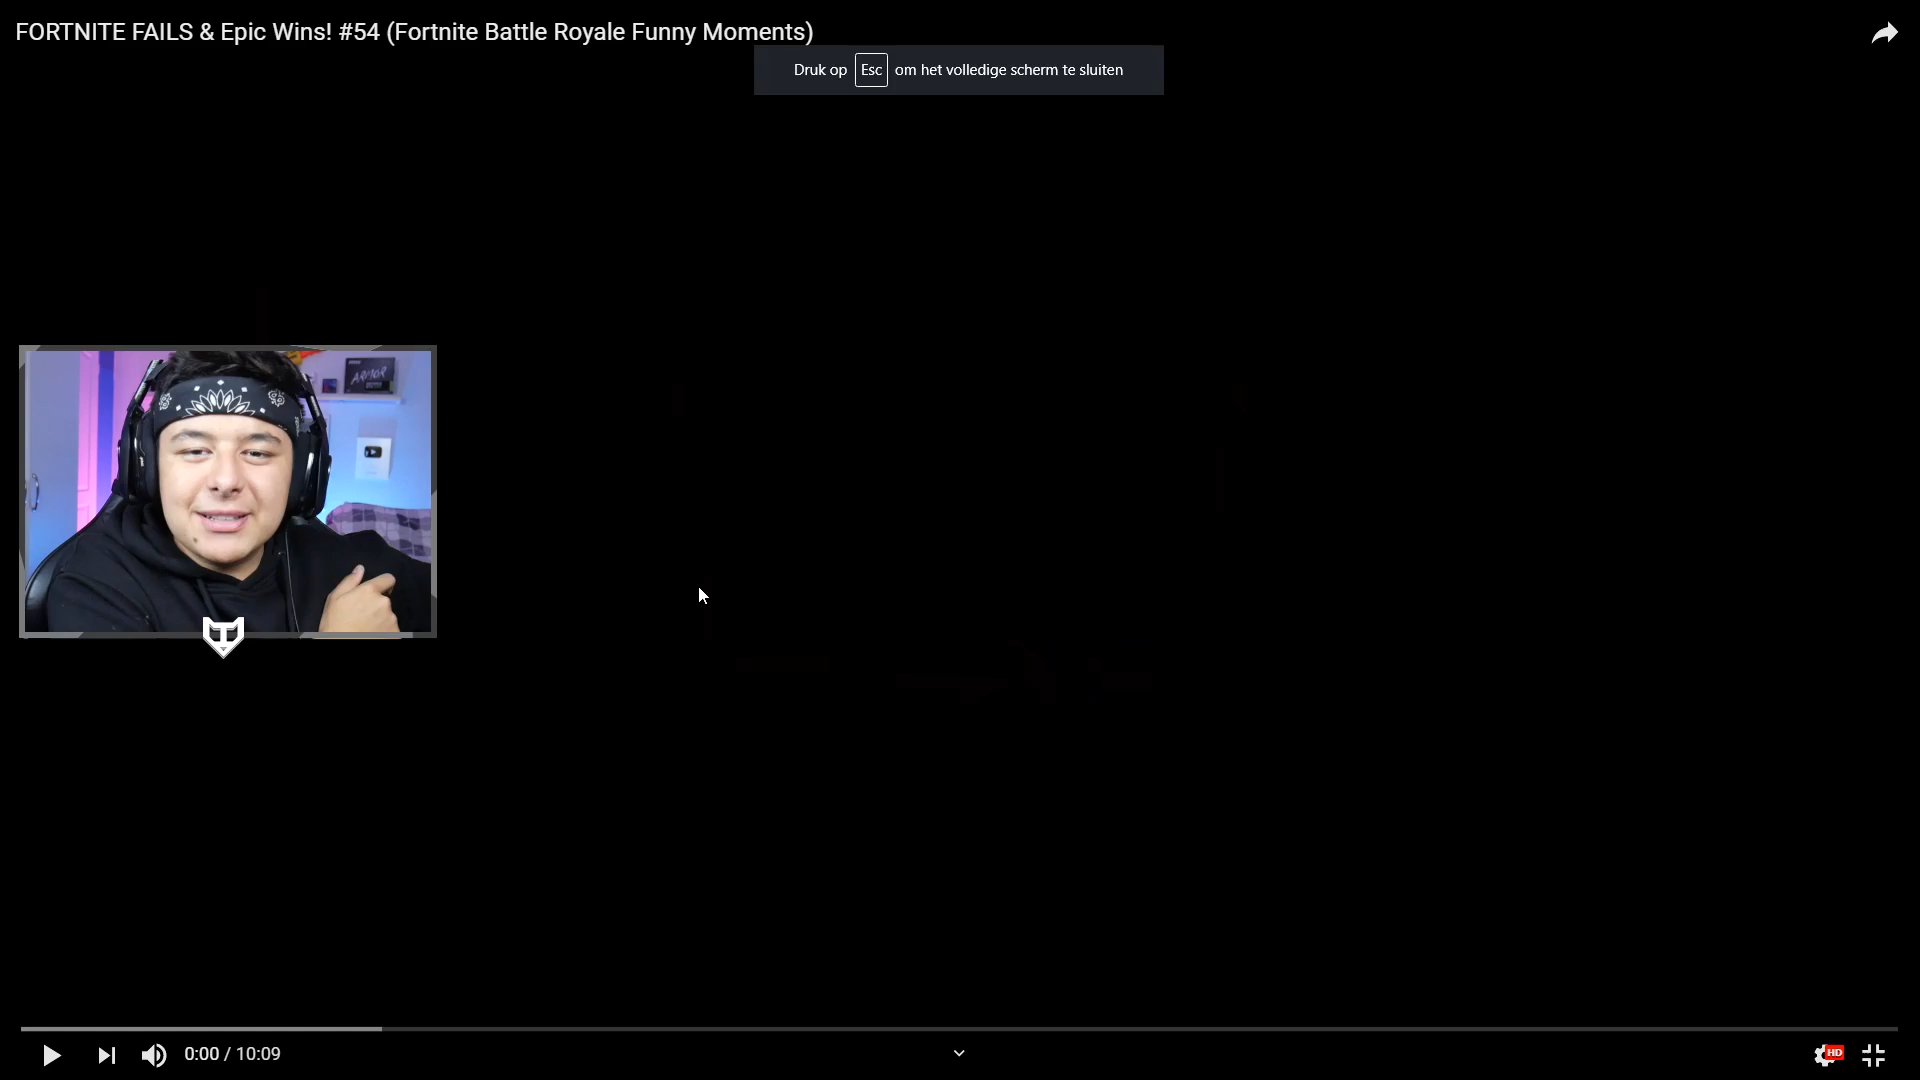 FORTNITE FAILS & Epic Wins! #54 (Fortnite Battle Royale Funny Moments)
Druk op Esc om het volledige scherm te sluiten
ARMOR
0:00 / 10:09
HD